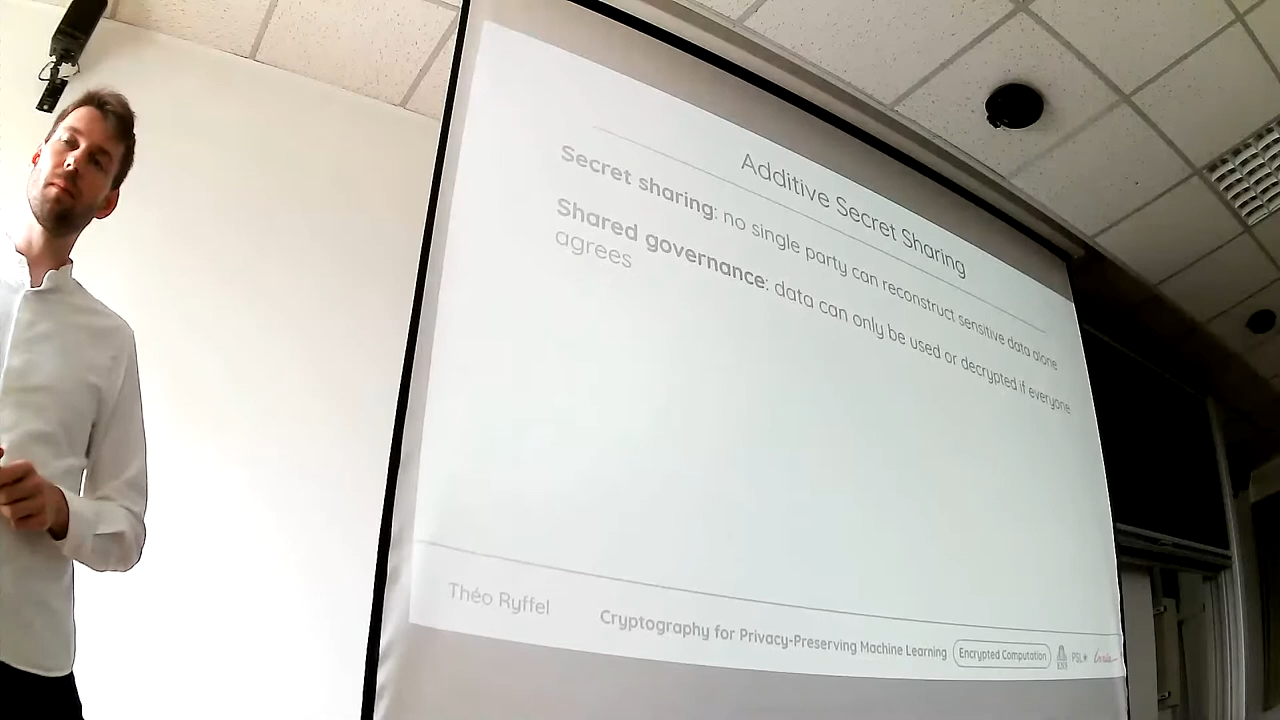 Additive Secret Sharing
Secret sharing: no single party can reconstruct sensitive data alone
Shared governance: data can only be used or decrypted if everyone
agrees
Théo Ryffel
Cryptography for Privacy-Preserving Machine Learning
Encrypted Computation
PSL
Inria